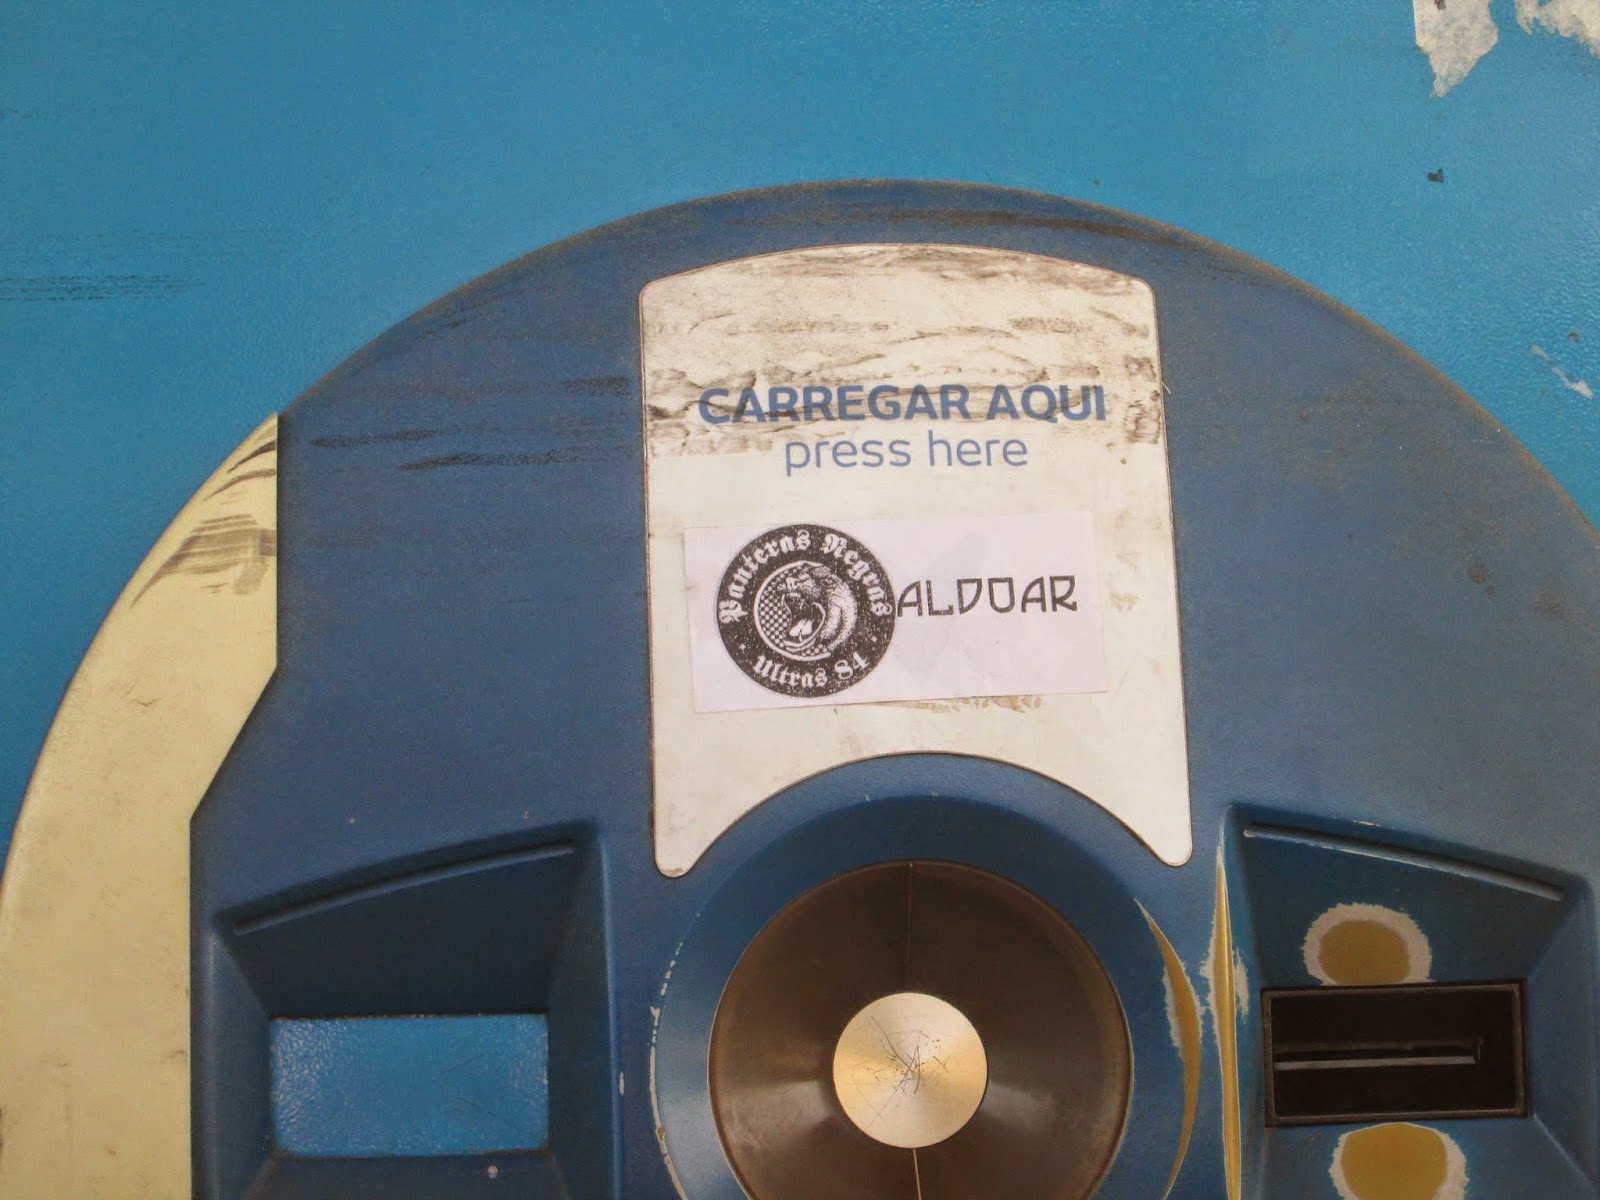 CARREGAR AQUI
press here
Panteras Negras
Ultras 84
ALDOAR